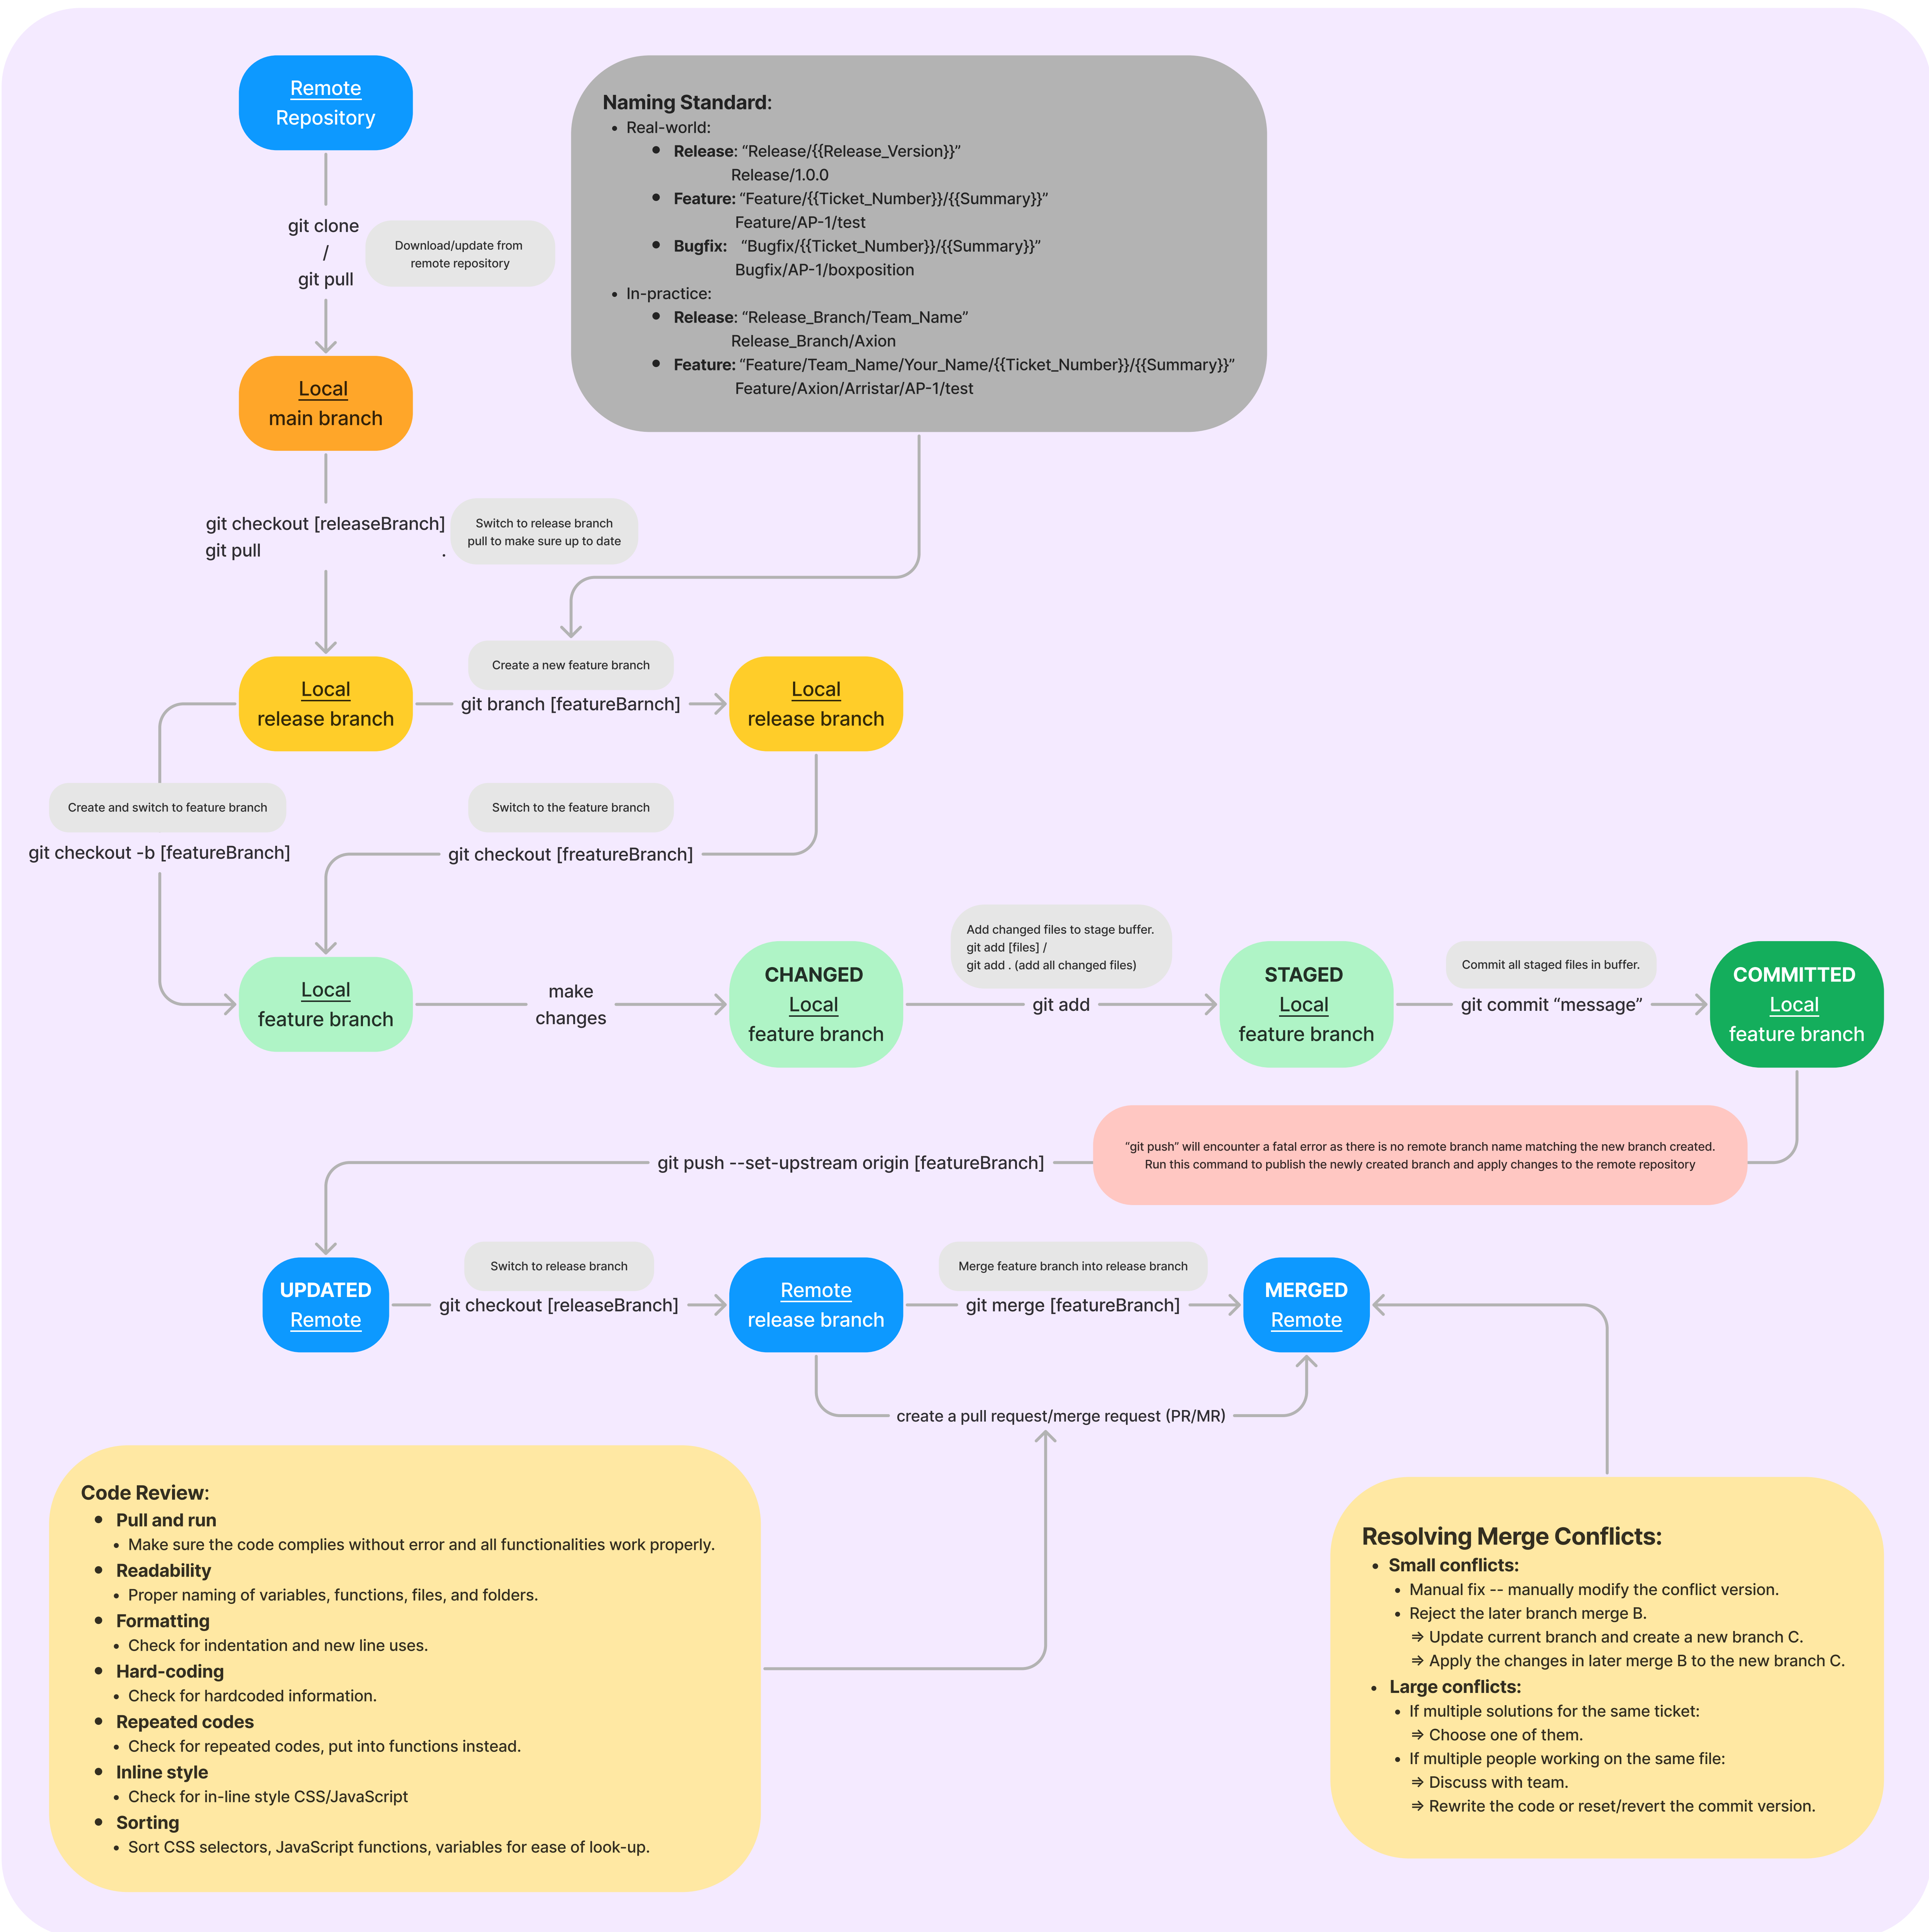 Remote
Repository
git clone
/
git pull
Download/update from
remote repository
Naming Standard:
• Real-world:
• Release: “Release/{{Release_Version}}”
Release/1.0.0
• Feature: “Feature/{{Ticket_Number}}/{{Summary}}”
Feature/AP-1/test
• Bugfix: “Bugfix/{{Ticket_Number}}/{{Summary}}”
Bugfix/AP-1/boxposition
• In-practice:
• Release: “Release_Branch/Team_Name”
Release_Branch/Axion
• Feature: “Feature/Team_Name/Your_Name/{{Ticket_Number}}/{{Summary}}”
Feature/Axion/Arristar/AP-1/test
Local
main branch
git checkout [releaseBranch]
git pull .
Switch to release branch
pull to make sure up to date
Local
release branch
Create a new feature branch
git branch [featureBarnch]
Local
release branch
Create and switch to feature branch
git checkout -b [featureBranch]
Switch to the feature branch
git checkout [freatureBranch]
Local
feature branch
make
changes
CHANGED
Local
feature branch
Add changed files to stage buffer.
git add [files] /
git add . (add all changed files)
git add
STAGED
Local
feature branch
Commit all staged files in buffer.
git commit “message”
COMMITTED
Local
feature branch
“git push” will encounter a fatal error as there is no remote branch name matching the new branch created.
Run this command to publish the newly created branch and apply changes to the remote repository
git push --set-upstream origin [featureBranch]
UPDATED
Remote
Switch to release branch
git checkout [releaseBranch]
Remote
release branch
Merge feature branch into release branch
git merge [featureBranch]
MERGED
Remote
create a pull request/merge request (PR/MR)
Code Review:
• Pull and run
• Make sure the code complies without error and all functionalities work properly.
• Readability
• Proper naming of variables, functions, files, and folders.
• Formatting
• Check for indentation and new line uses.
• Hard-coding
• Check for hardcoded information.
• Repeated codes
• Check for repeated codes, put into functions instead.
• Inline style
• Check for in-line style CSS/JavaScript
• Sorting
• Sort CSS selectors, JavaScript functions, variables for ease of look-up.
Resolving Merge Conflicts:
• Small conflicts:
• Manual fix -- manually modify the conflict version.
• Reject the later branch merge B.
⇒ Update current branch and create a new branch C.
⇒ Apply the changes in later merge B to the new branch C.
• Large conflicts:
• If multiple solutions for the same ticket:
⇒ Choose one of them.
• If multiple people working on the same file:
⇒ Discuss with team.
⇒ Rewrite the code or reset/revert the commit version.